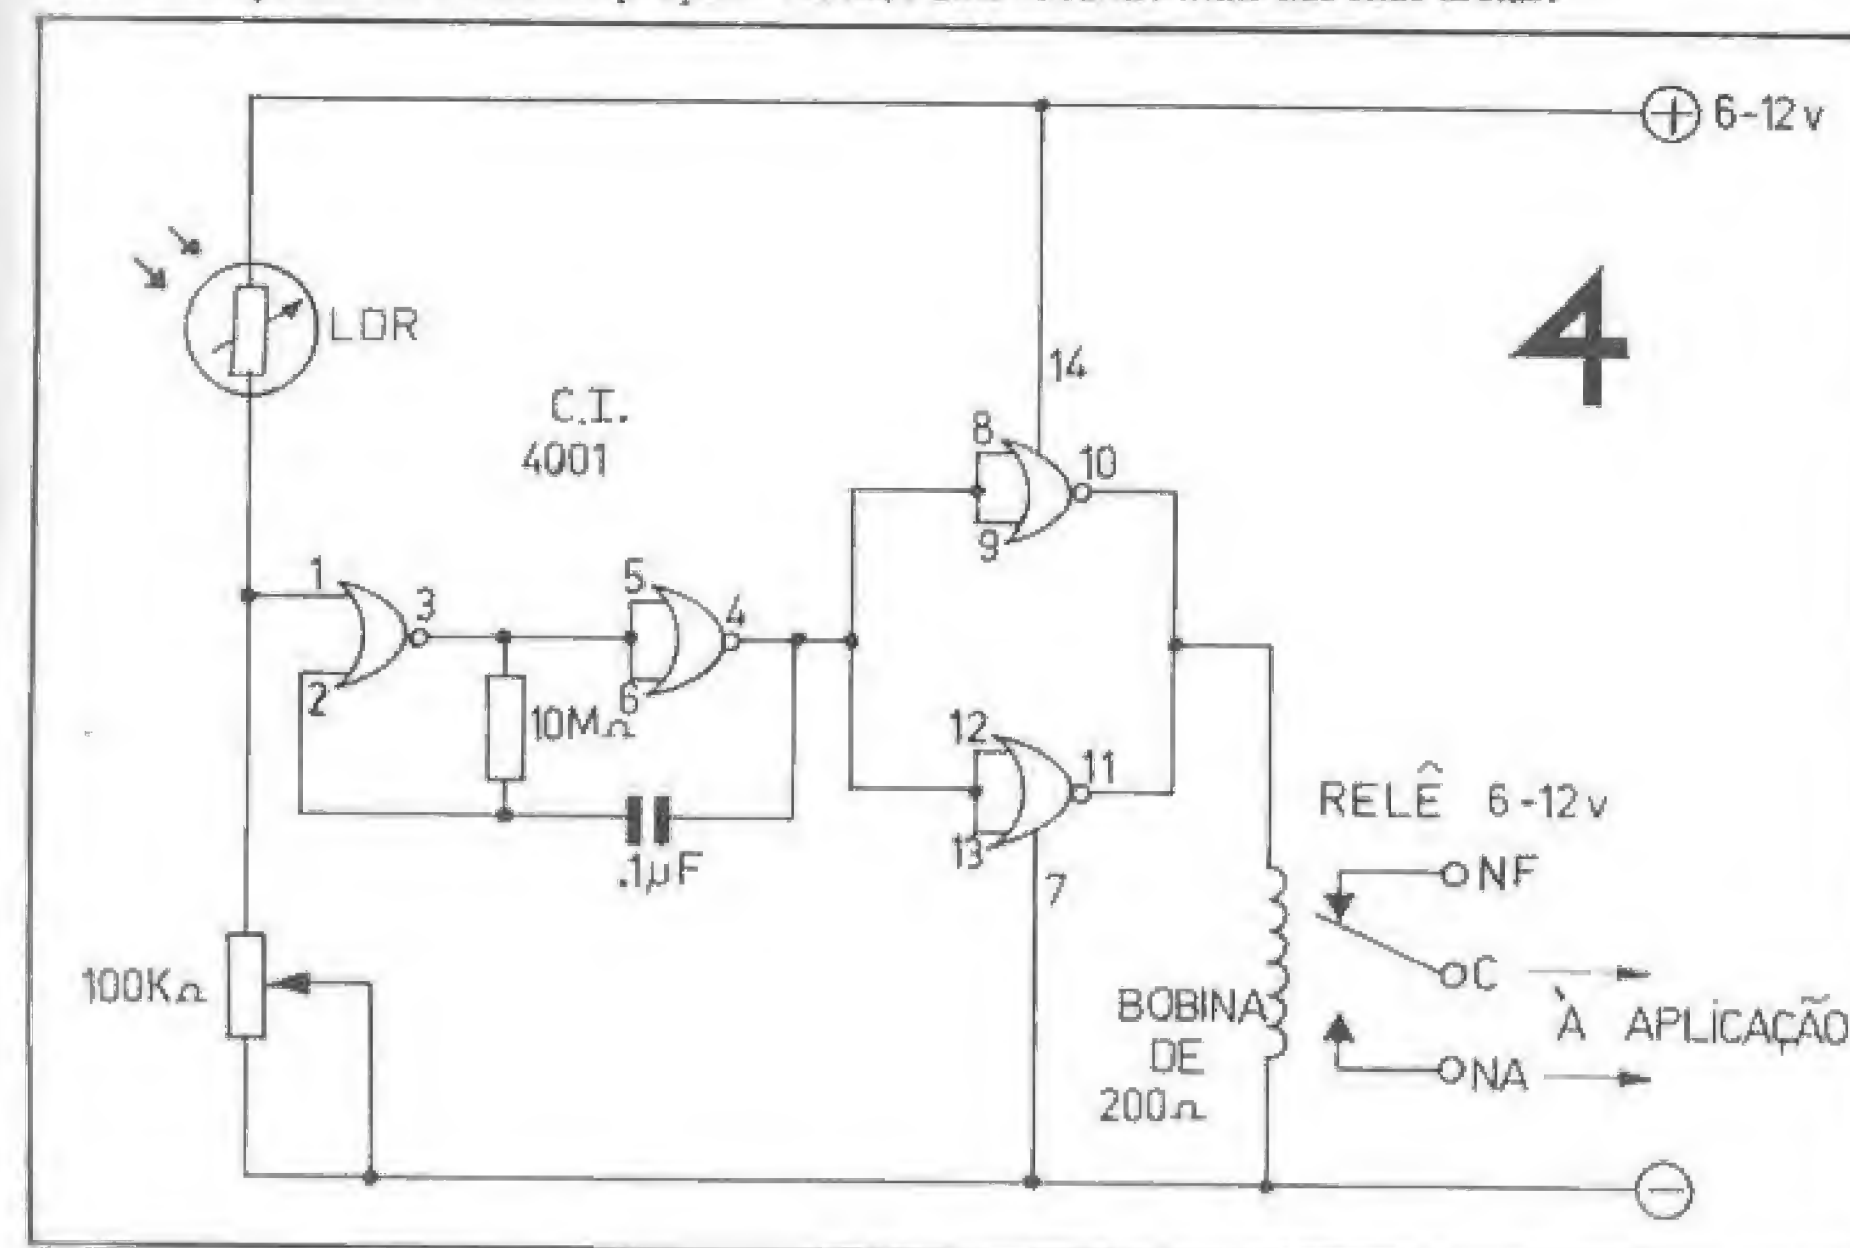 6-12v
LDR
4
14
C.I.
4001
8
10
9
1
3
5
4
2
6
10MΩ
12
11
13
.1µF
7
RELÊ 6-12v
NF
100KΩ
C
BOBINA
DE
200Ω
À APLICAÇÃO
NA